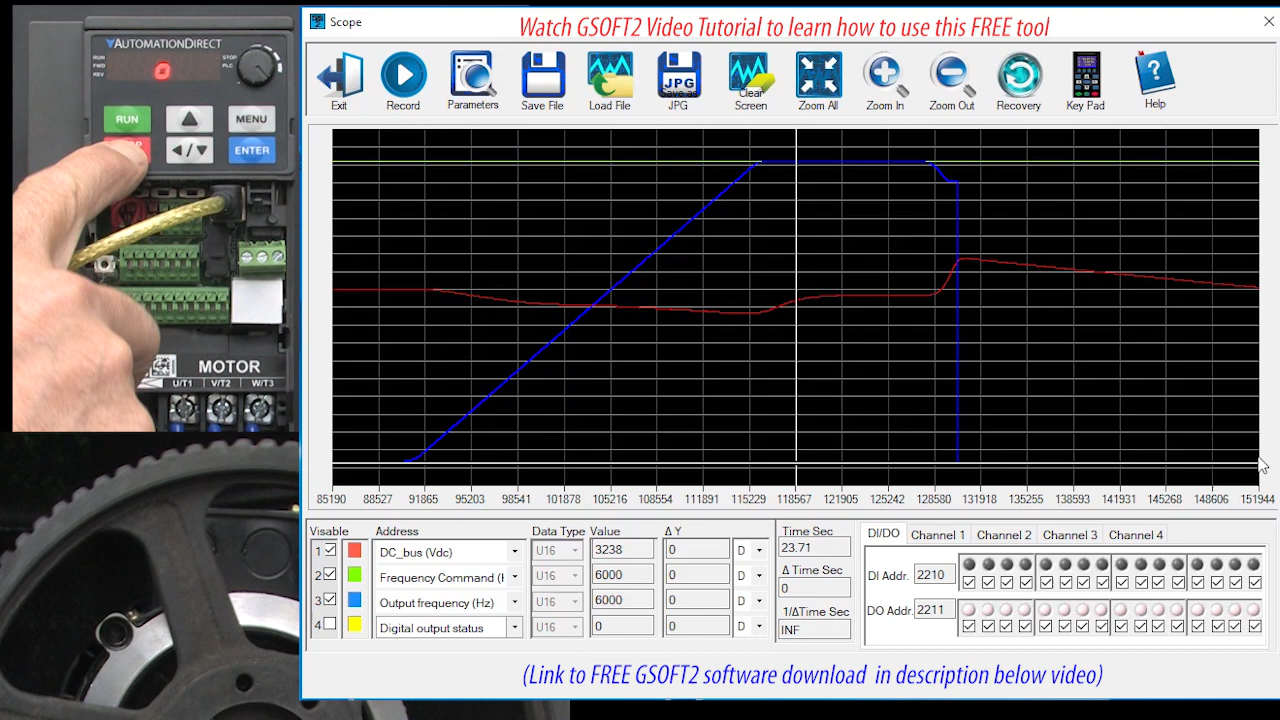 Scope
Watch GSOFT2 Video Tutorial to learn how to use this FREE tool
AUTOMATIONDIRECT
RUN
FWD
REV
STOP
PLC
RUN
MENU
ENTER
MOTOR
U/T1 V/T2 W/T3
Exit Record Parameters Save File Load File Save as JPG Clear Screen Zoom All Zoom In Zoom Out Recovery Key Pad Help
85190 88527 91865 95203 98541 101878 105216 108554 111891 115229 118567 121905 125242 128580 131918 135255 138593 141931 145268 148606 151944
Visable Address Data Type Value Δ Y
1 DC_bus (Vdc) U16 3238 0 D
2 Frequency Command (H U16 6000 0 D
3 Output frequency (Hz) U16 6000 0 D
4 Digital output status U16 0 0 D
Time Sec
23.71
Δ Time Sec
0
1/ΔTime Sec
INF
DI/DO Channel 1 Channel 2 Channel 3 Channel 4
DI Addr. 2210
DO Addr. 2211
(Link to FREE GSOFT2 software download in description below video)